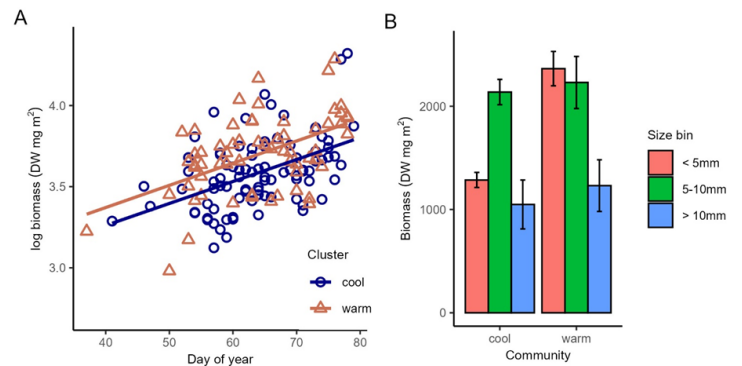 A
log biomass (DW mg m²)
4.0
3.5
3.0
40
50
60
70
80
Day of year
Cluster
cool
warm
B
Biomass (DW mg m²)
2000
1000
0
cool
warm
Community
Size bin
< 5mm
5-10mm
> 10mm